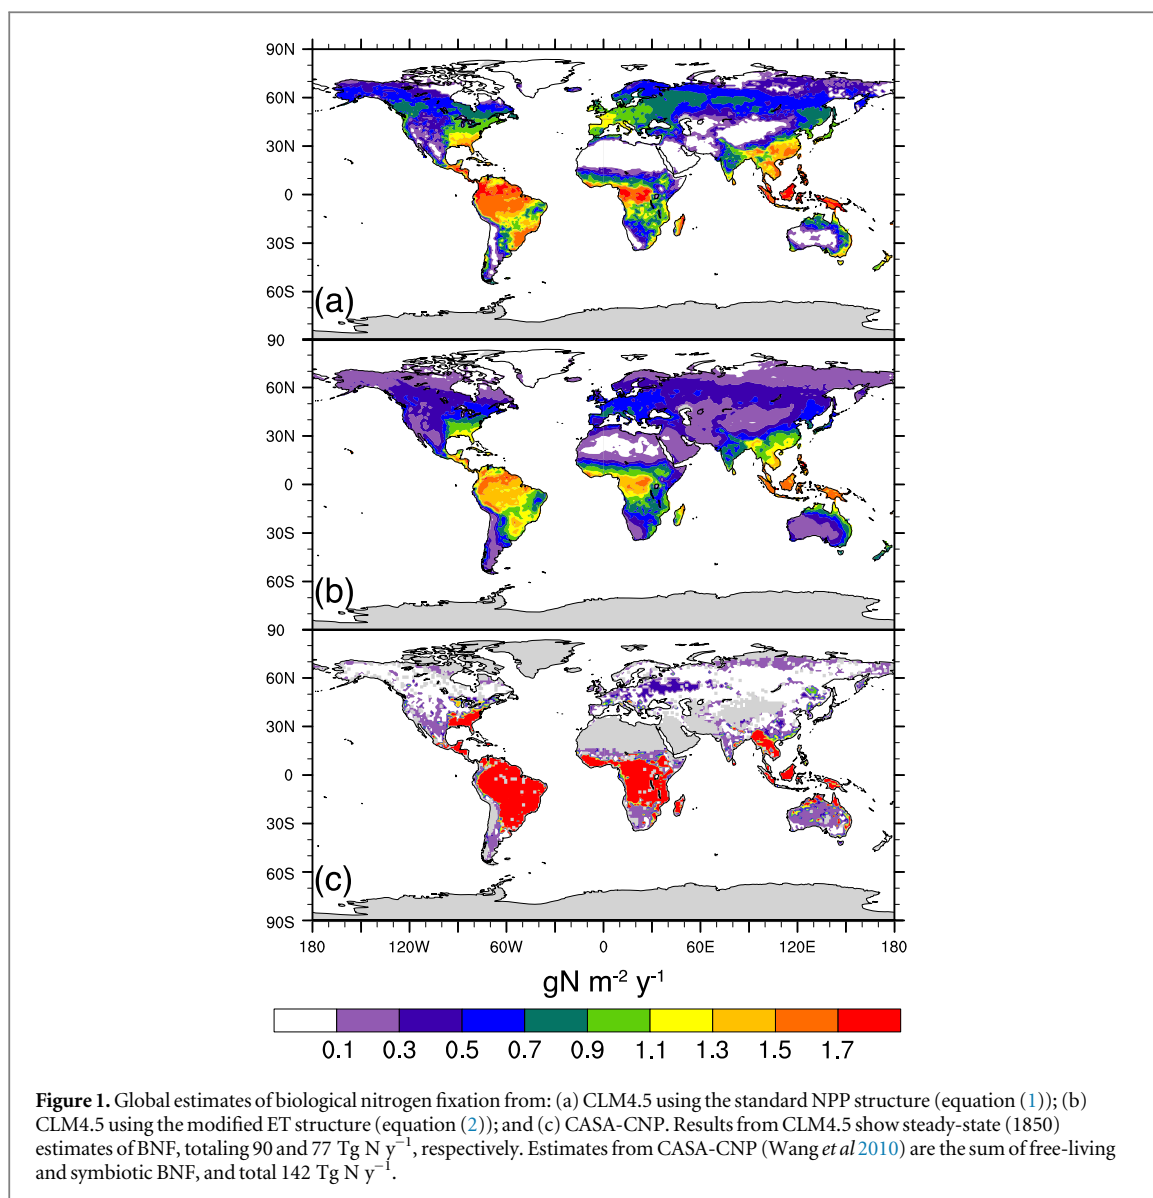 90N
60N
30N
0
30S
60S
(a)
90
60N
30N
0
30S
60S
(b)
90
60N
30N
0
30S
60S
(c)
90S
180 120W 60W 0 60E 120E 180
gN m-2 y-1
0.1 0.3 0.5 0.7 0.9 1.1 1.3 1.5 1.7
Figure 1. Global estimates of biological nitrogen fixation from: (a) CLM4.5 using the standard NPP structure (equation (1)); (b)
CLM4.5 using the modified ET structure (equation (2)); and (c) CASA-CNP. Results from CLM4.5 show steady-state (1850)
estimates of BNF, totaling 90 and 77 Tg N y−1, respectively. Estimates from CASA-CNP (Wang et al 2010) are the sum of free-living
and symbiotic BNF, and total 142 Tg N y−1.